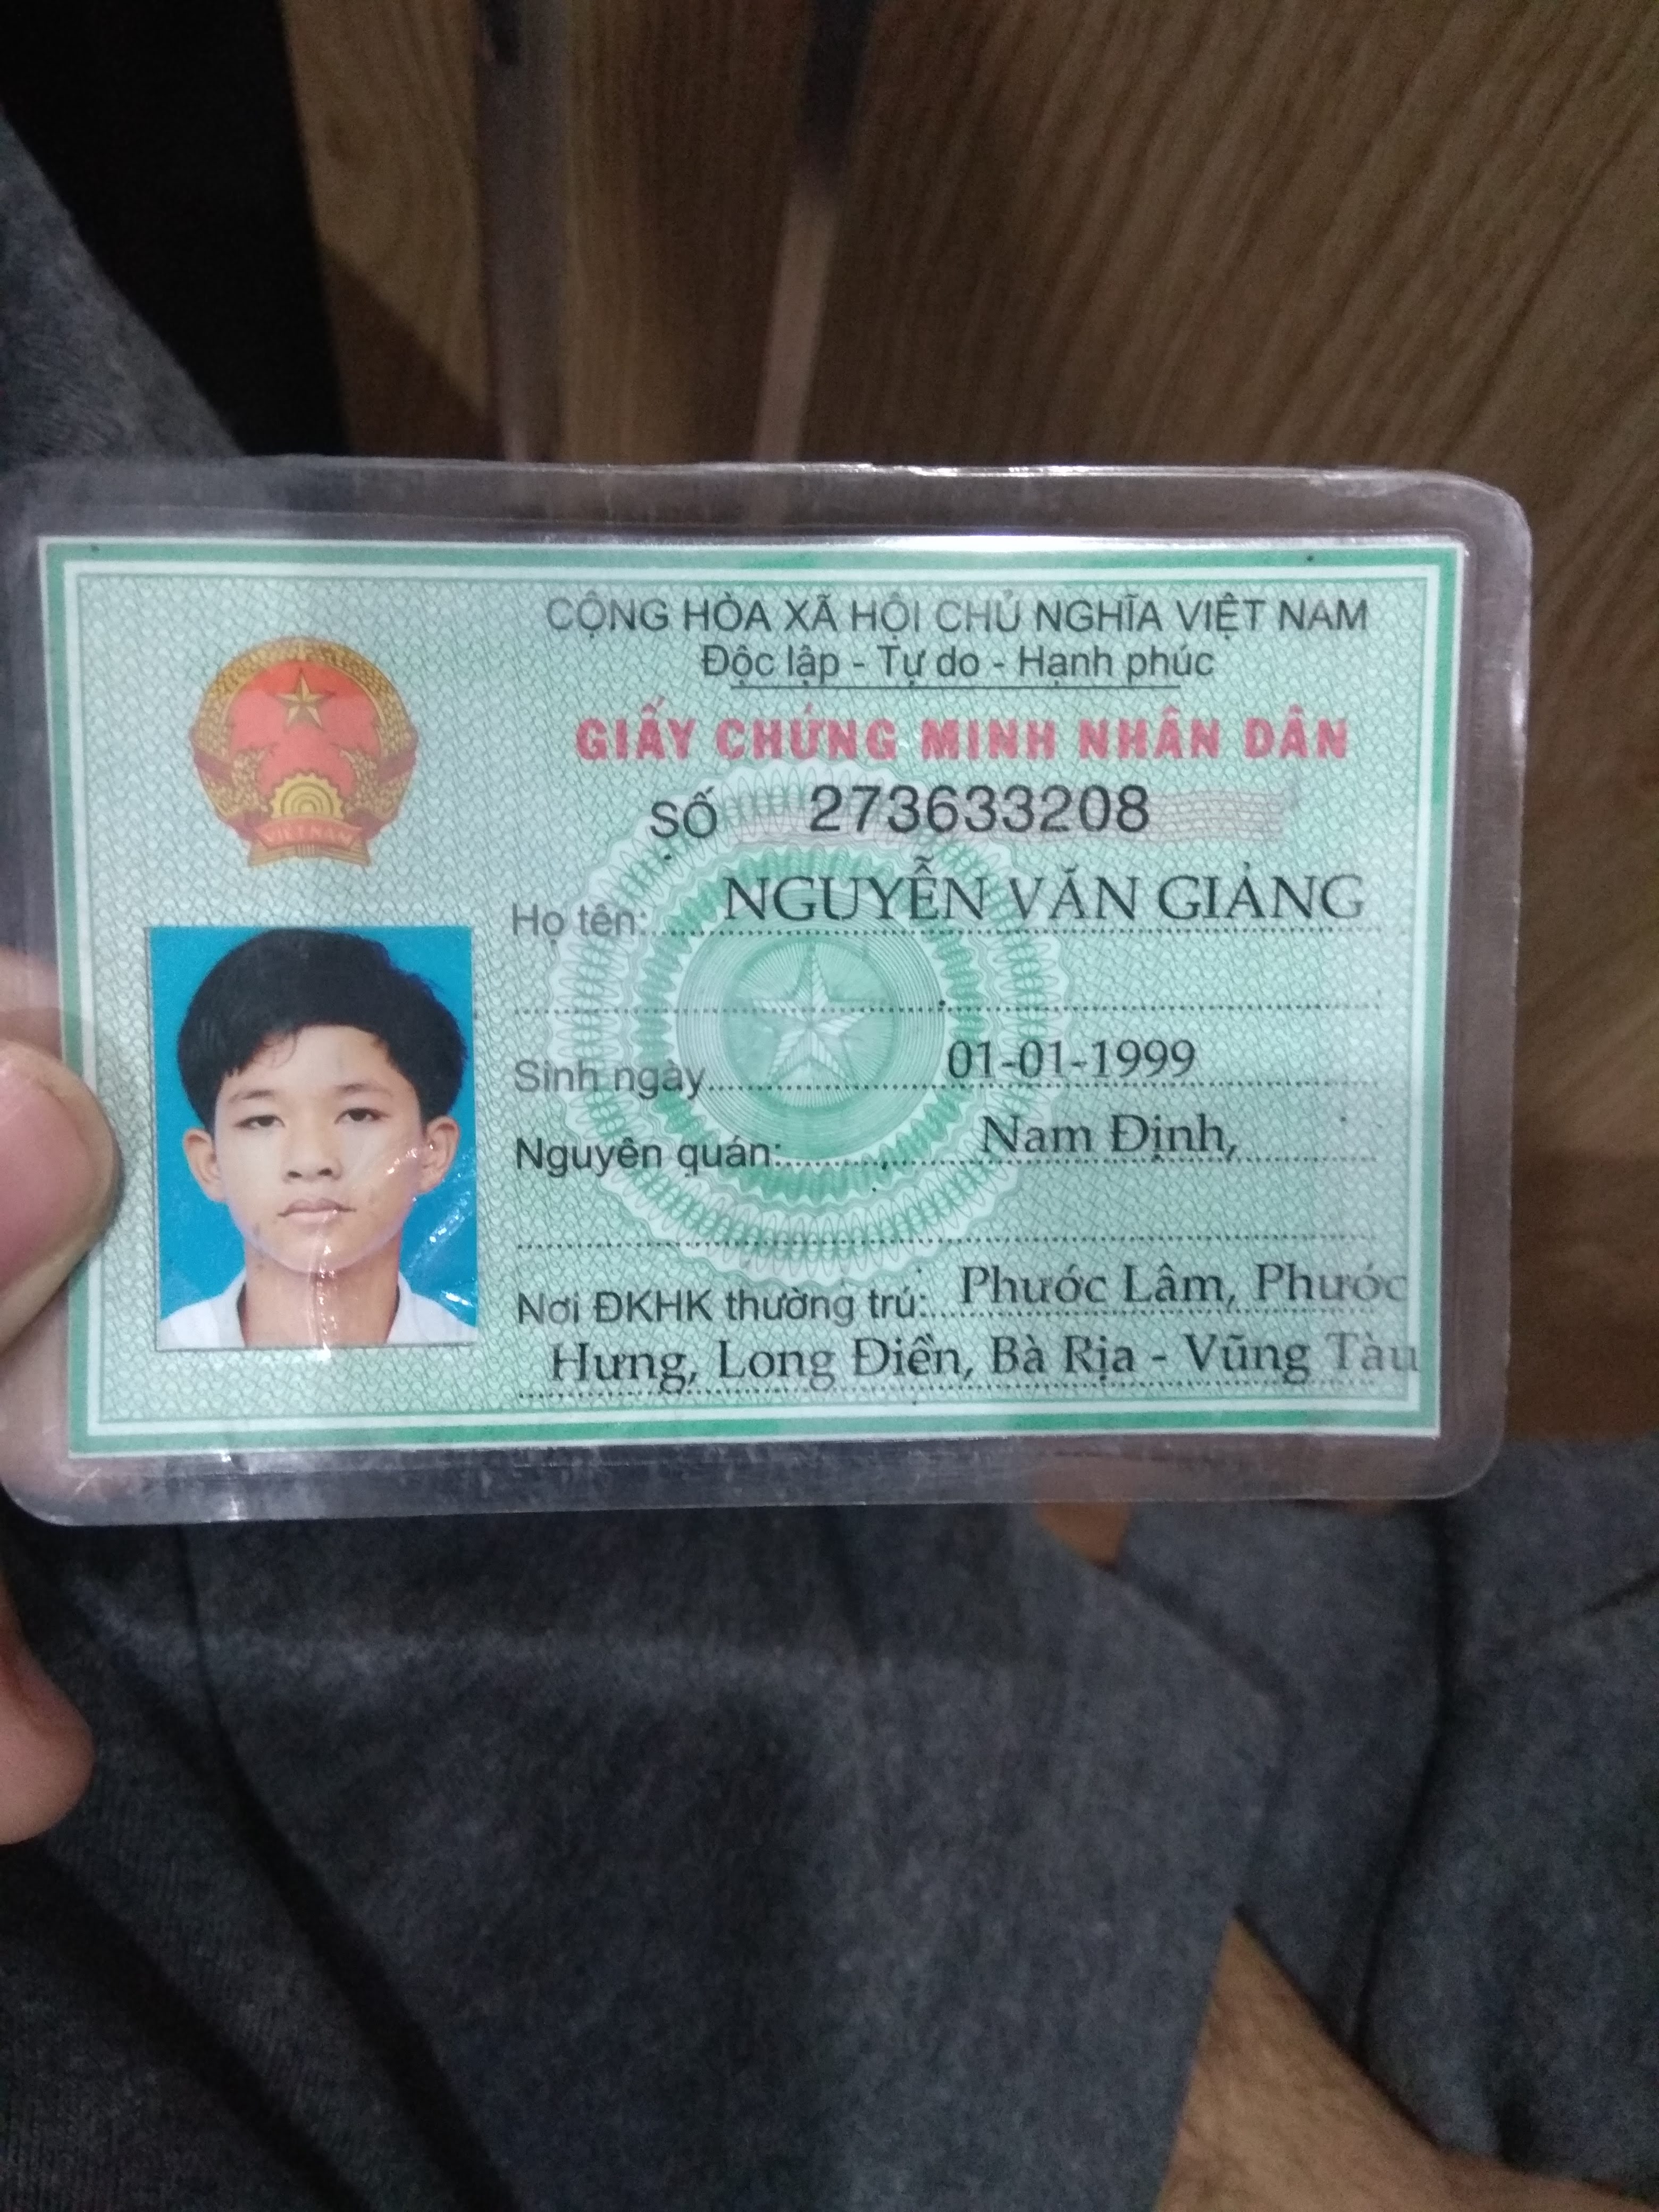 CỘNG HÒA XÃ HỘI CHỦ NGHĨA VIỆT NAM
Độc lập - Tự do - Hạnh phúc
GIẤY CHỨNG MINH NHÂN DÂN
SỐ 273633208
Họ tên: NGUYỄN VĂN GIẢNG
Sinh ngày 01-01-1999
Nguyên quán: Nam Định,
Nơi ĐKHK thường trú: Phước Lâm, Phước
Hưng, Long Điền, Bà Rịa - Vũng Tàu
VIỆT NAM